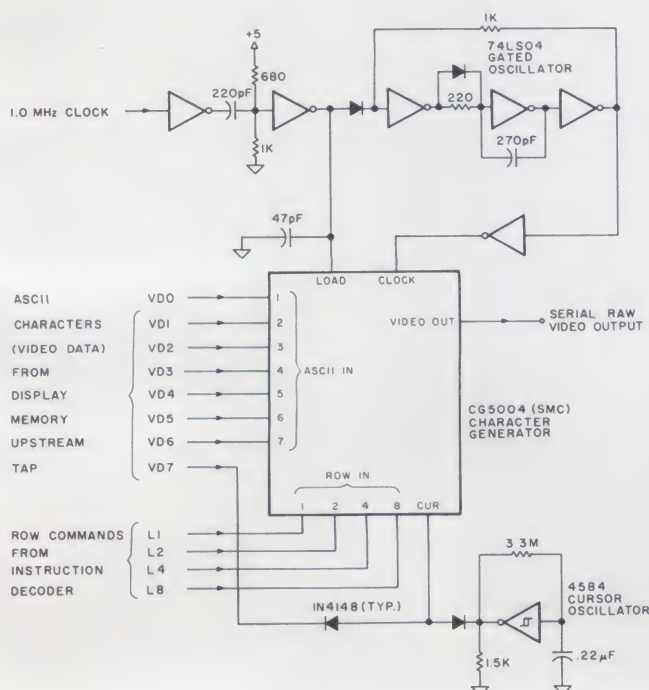 1K
+5
74LS04
GATED
OSCILLATOR
680
220pF
220
1.0 MHz CLOCK
1K
270pF
47pF
LOAD CLOCK
ASCII VD0 1
CHARACTERS VD1 2
(VIDEO DATA) VD2 3
FROM VD3 4
DISPLAY VD4 5
MEMORY VD5 6
UPSTREAM VD6 7
TAP VD7
ASCII IN
VIDEO OUT
SERIAL RAW
VIDEO OUTPUT
CG5004 (SMC)
CHARACTER
GENERATOR
ROW IN
1 2 4 8 CUR
ROW COMMANDS L1
FROM L2
INSTRUCTION L4
DECODER L8
3.3M
4584
CURSOR
OSCILLATOR
1N4148 (TYP.)
1.5K
.22µF